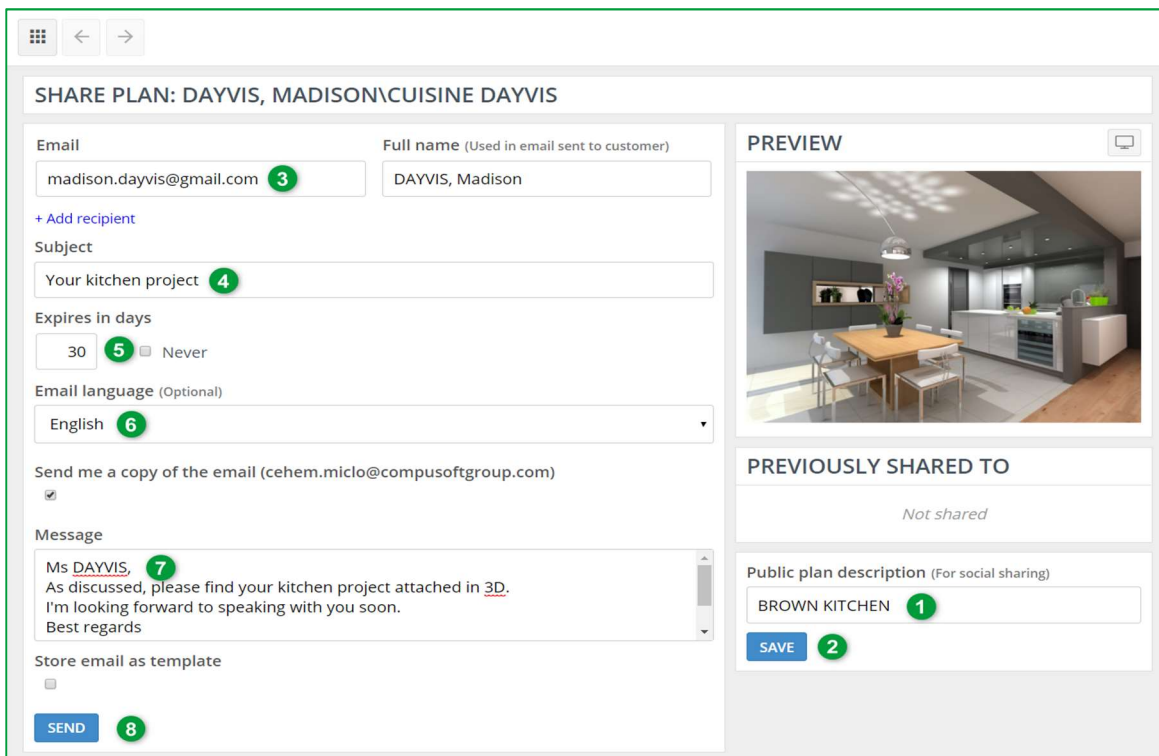 SHARE PLAN: DAYVIS, MADISON\CUISINE DAYVIS
Email
Full name (Used in email sent to customer)
madison.dayvis@gmail.com 3
DAYVIS, Madison
+ Add recipient
Subject
Your kitchen project 4
Expires in days
30 5 Never
Email language (Optional)
English 6
Send me a copy of the email (cehem.miclo@compusoftgroup.com)
Message
Ms DAYVIS, 7
As discussed, please find your kitchen project attached in 3D.
I'm looking forward to speaking with you soon.
Best regards
Store email as template
SEND 8
PREVIEW
PREVIOUSLY SHARED TO
Not shared
Public plan description (For social sharing)
BROWN KITCHEN 1
SAVE 2